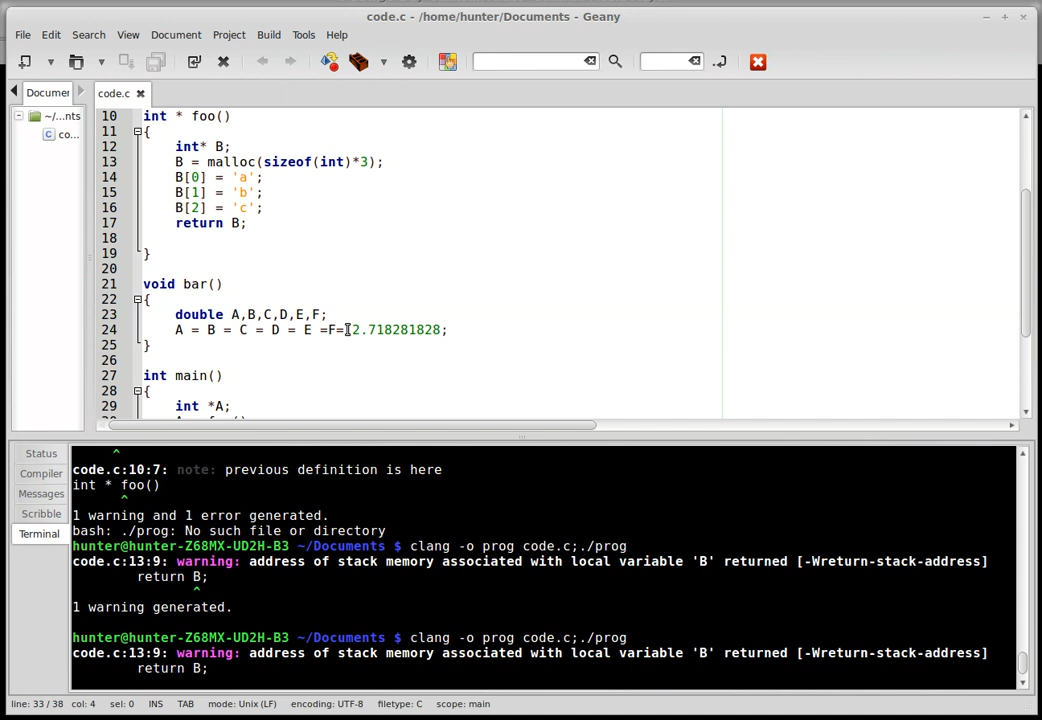 code.c - /home/hunter/Documents - Geany
File Edit Search View Document Project Build Tools Help
Documer
code.c
~/...nts
co...
10 int * foo()
11 {
12 int* B;
13 B = malloc(sizeof(int)*3);
14 B[0] = 'a';
15 B[1] = 'b';
16 B[2] = 'c';
17 return B;
18
19 }
20
21 void bar()
22 {
23 double A,B,C,D,E,F;
24 A = B = C = D = E =F= 2.718281828;
25 }
26
27 int main()
28 {
29 int *A;
Status
Compiler
Messages
Scribble
Terminal
^
code.c:10:7: note: previous definition is here
int * foo()
^
1 warning and 1 error generated.
bash: ./prog: No such file or directory
hunter@hunter-Z68MX-UD2H-B3 ~/Documents $ clang -o prog code.c;./prog
code.c:13:9: warning: address of stack memory associated with local variable 'B' returned [-Wreturn-stack-address]
return B;
^
1 warning generated.
hunter@hunter-Z68MX-UD2H-B3 ~/Documents $ clang -o prog code.c;./prog
code.c:13:9: warning: address of stack memory associated with local variable 'B' returned [-Wreturn-stack-address]
return B;
line: 33 / 38 col: 4 sel: 0 INS TAB mode: Unix (LF) encoding: UTF-8 filetype: C scope: main